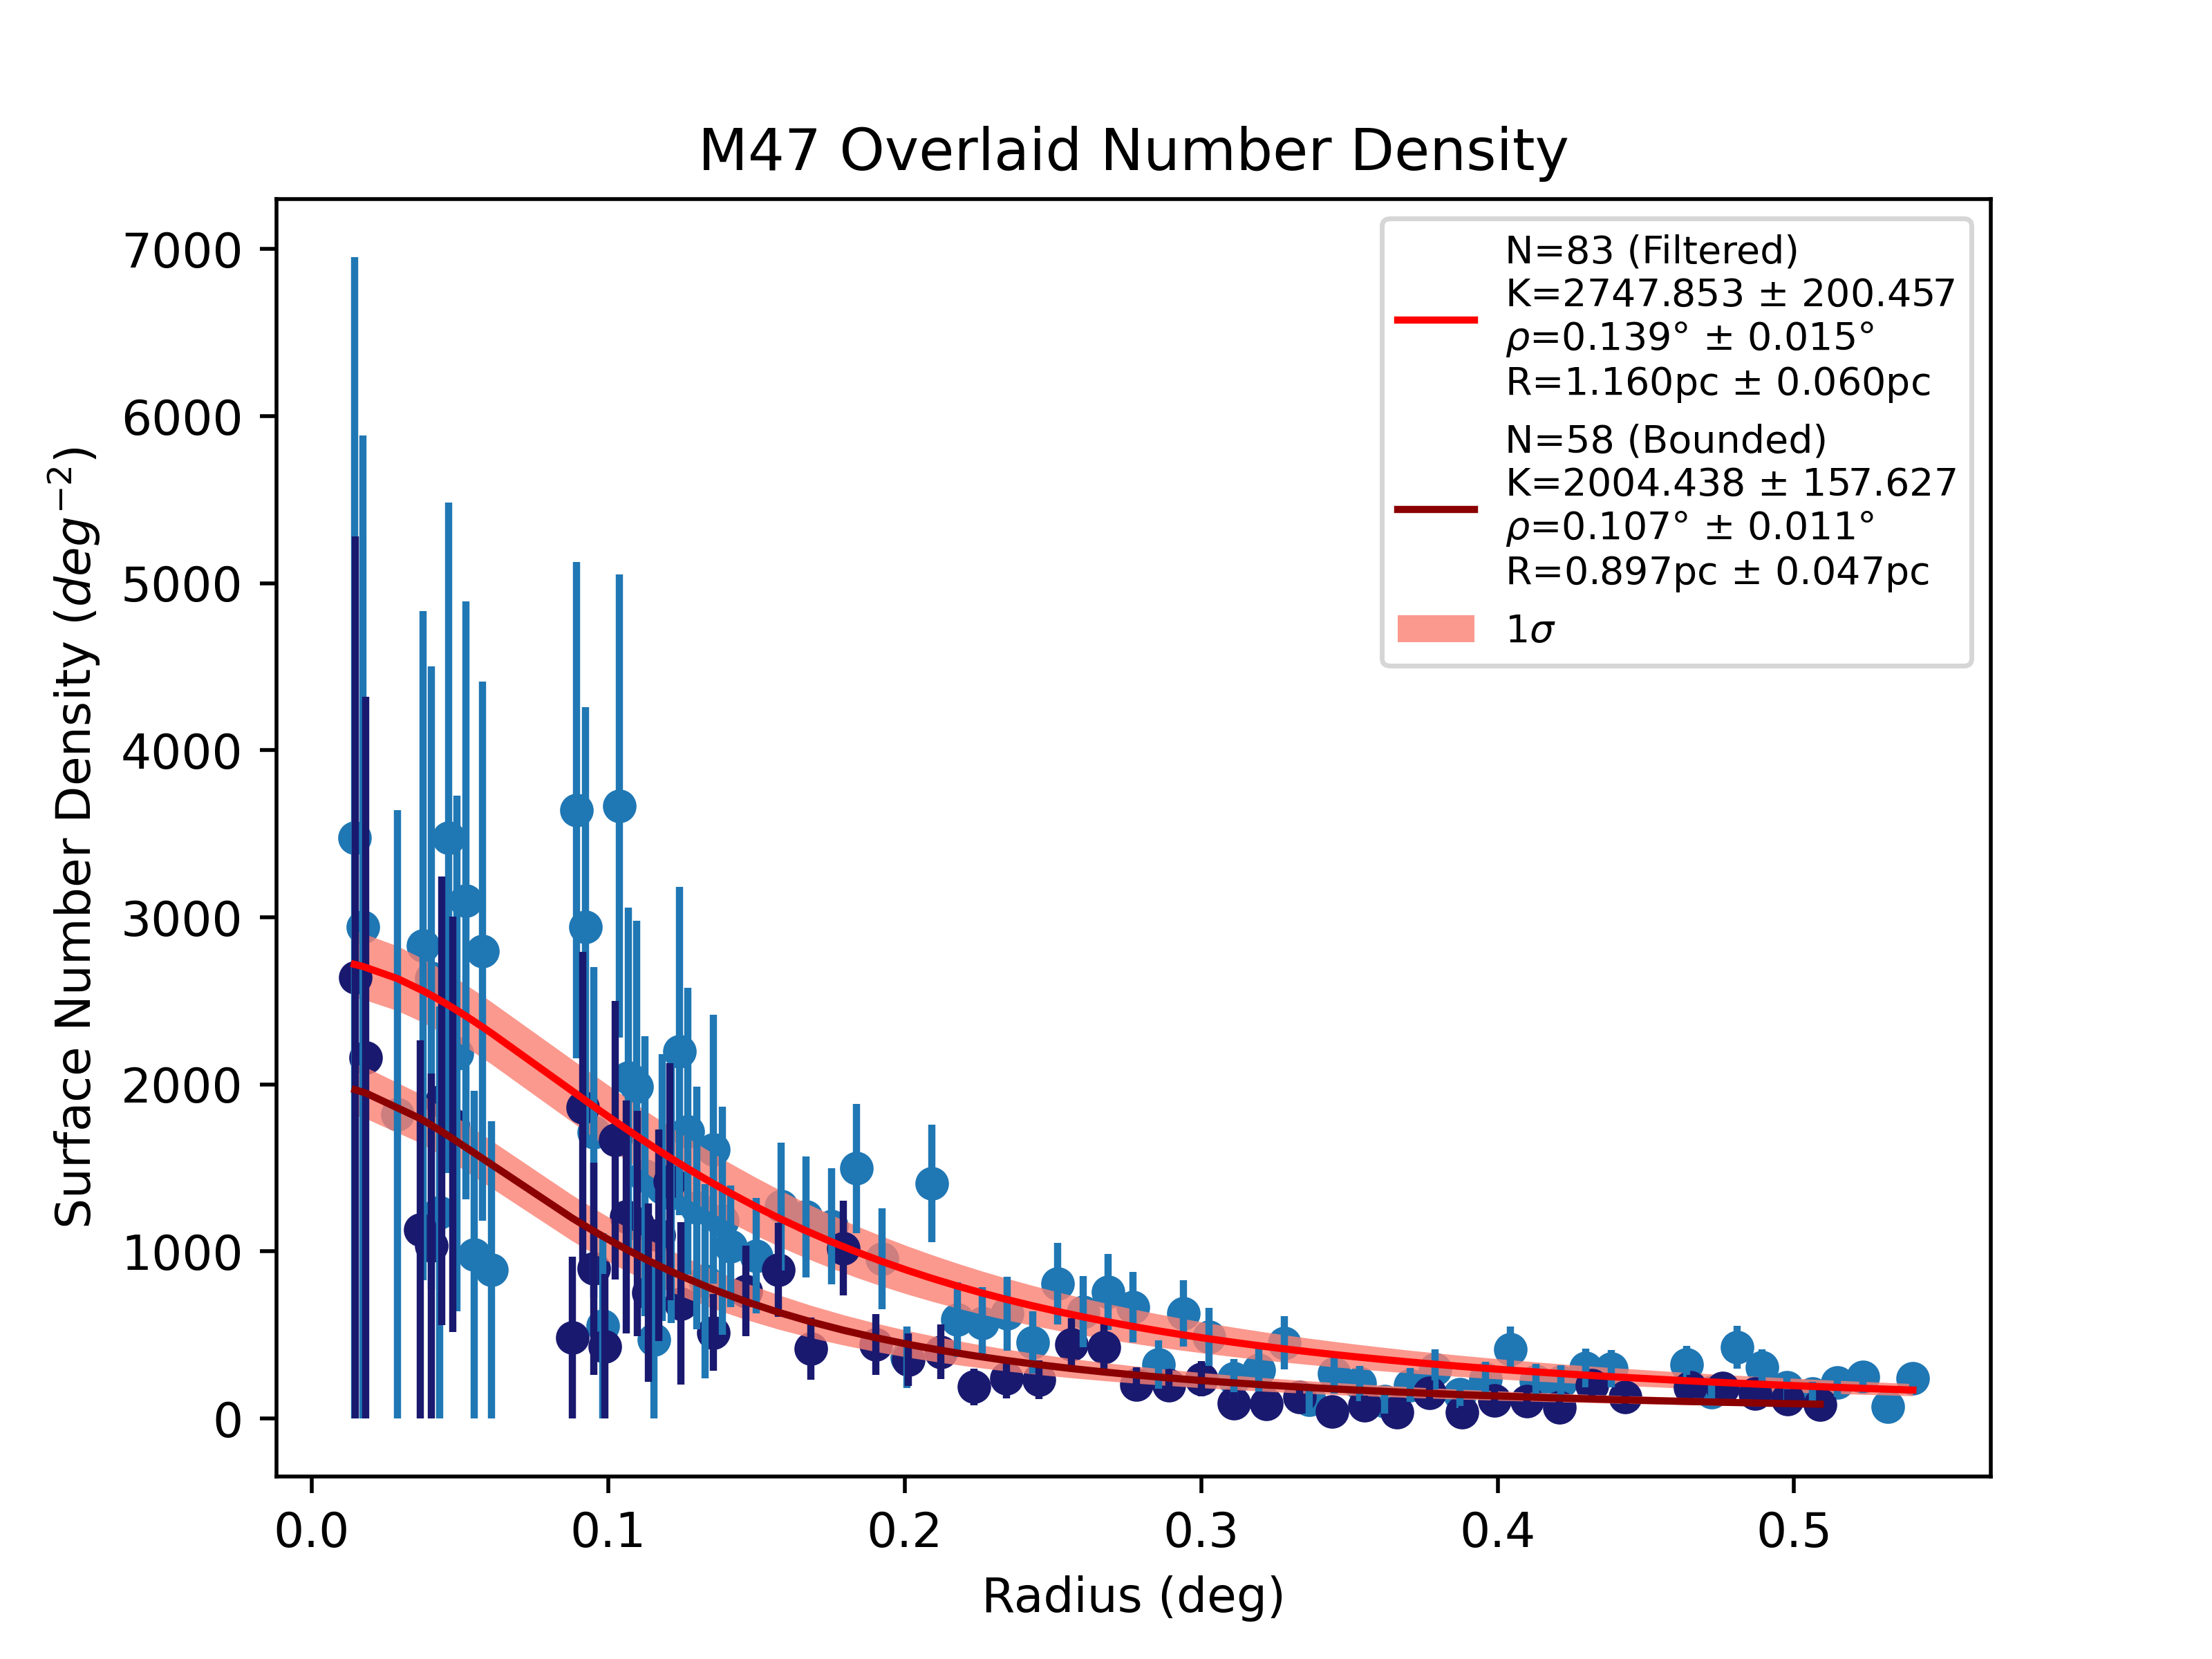 M47 Overlaid Number Density
Surface Number Density (deg⁻²)
7000
6000
5000
4000
3000
2000
1000
0
N=83 (Filtered)
K=2747.853 ± 200.457
ρ=0.139° ± 0.015°
R=1.160pc ± 0.060pc
N=58 (Bounded)
K=2004.438 ± 157.627
ρ=0.107° ± 0.011°
R=0.897pc ± 0.047pc
1σ
0.0 0.1 0.2 0.3 0.4 0.5
Radius (deg)